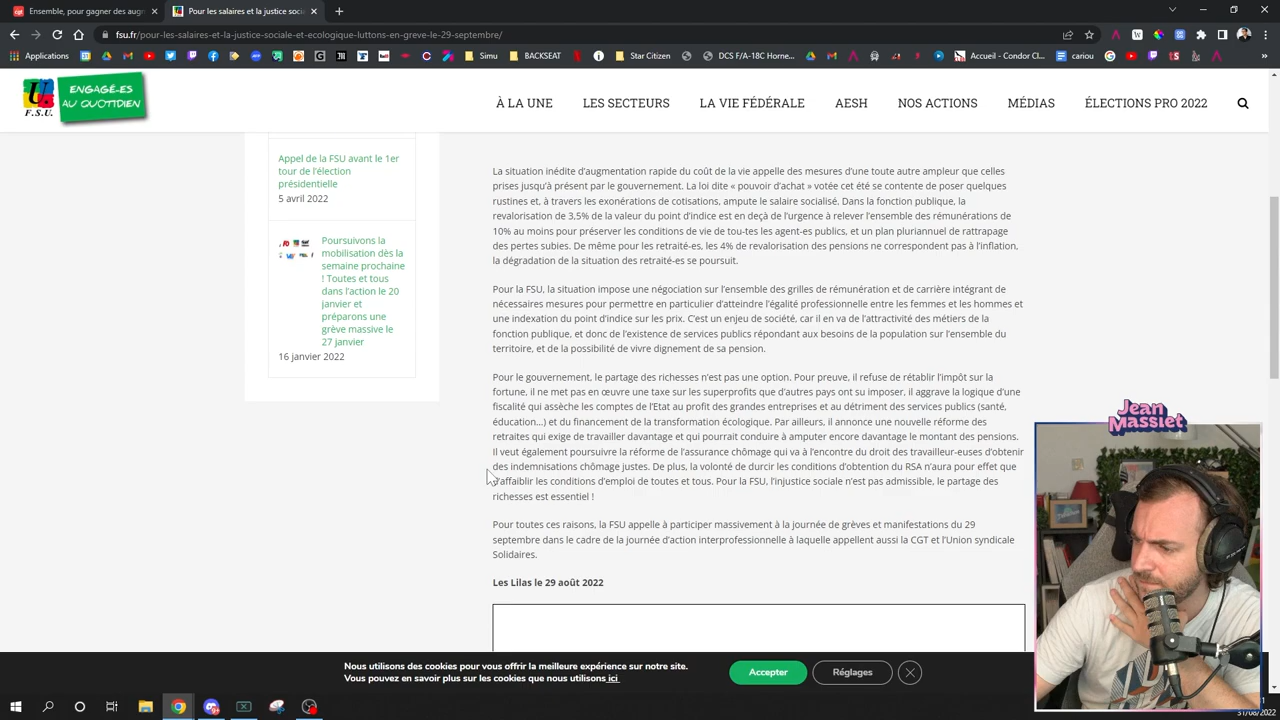 Ensemble, pour gagner des aug
Pour les salaires et la justice soci
fsu.fr/pour-les-salaires-et-la-justice-sociale-et-ecologique-luttons-en-greve-le-29-septembre/
Applications
Simu
BACKSEAT
Star Citizen
DCS F/A-18C Horne...
Accueil - Condor Cl...
cariou
U
F.S.U.
ENGAGÉ-ES
AU QUOTIDIEN
À LA UNE
LES SECTEURS
LA VIE FÉDÉRALE
AESH
NOS ACTIONS
MÉDIAS
ÉLECTIONS PRO 2022
Appel de la FSU avant le 1er
tour de l'élection
présidentielle
5 avril 2022
Poursuivons la
mobilisation dès la
semaine prochaine
! Toutes et tous
dans l'action le 20
janvier et
préparons une
grève massive le
27 janvier
16 janvier 2022
La situation inédite d'augmentation rapide du coût de la vie appelle des mesures d'une toute autre ampleur que celles
prises jusqu'à présent par le gouvernement. La loi dite « pouvoir d'achat » votée cet été se contente de poser quelques
rustines et, à travers les exonérations de cotisations, ampute le salaire socialisé. Dans la fonction publique, la
revalorisation de 3,5% de la valeur du point d'indice est en deçà de l'urgence à relever l'ensemble des rémunérations de
10% au moins pour préserver les conditions de vie de tou-tes les agent-es publics, et un plan pluriannuel de rattrapage
des pertes subies. De même pour les retraité-es, les 4% de revalorisation des pensions ne correspondent pas à l'inflation,
la dégradation de la situation des retraité-es se poursuit.
Pour la FSU, la situation impose une négociation sur l'ensemble des grilles de rémunération et de carrière intégrant de
nécessaires mesures pour permettre en particulier d'atteindre l'égalité professionnelle entre les femmes et les hommes et
une indexation du point d'indice sur les prix. C'est un enjeu de société, car il en va de l'attractivité des métiers de la
fonction publique, et donc de l'existence de services publics répondant aux besoins de la population sur l'ensemble du
territoire, et de la possibilité de vivre dignement de sa pension.
Pour le gouvernement, le partage des richesses n'est pas une option. Pour preuve, il refuse de rétablir l'impôt sur la
fortune, il ne met pas en œuvre une taxe sur les superprofits que d'autres pays ont su imposer, il aggrave la logique d'une
fiscalité qui assèche les comptes de l'Etat au profit des grandes entreprises et au détriment des services publics (santé,
éducation...) et du financement de la transformation écologique. Par ailleurs, il annonce une nouvelle réforme des
retraites qui exige de travailler davantage et qui pourrait conduire à amputer encore davantage le montant des pensions.
Il veut également poursuivre la réforme de l'assurance chômage qui va à l'encontre du droit des travailleur-euses d'obtenir
des indemnisations chômage justes. De plus, la volonté de durcir les conditions d'obtention du RSA n'aura pour effet que
d'affaiblir les conditions d'emploi de toutes et tous. Pour la FSU, l'injustice sociale n'est pas admissible, le partage des
richesses est essentiel !
Pour toutes ces raisons, la FSU appelle à participer massivement à la journée de grèves et manifestations du 29
septembre dans le cadre de la journée d'action interprofessionnelle à laquelle appellent aussi la CGT et l'Union syndicale
Solidaires.
Les Lilas le 29 août 2022
Jean
Massiet
Nous utilisons des cookies pour vous offrir la meilleure expérience sur notre site.
Vous pouvez en savoir plus sur les cookies que nous utilisons ici .
Accepter
Réglages
31/08/2022